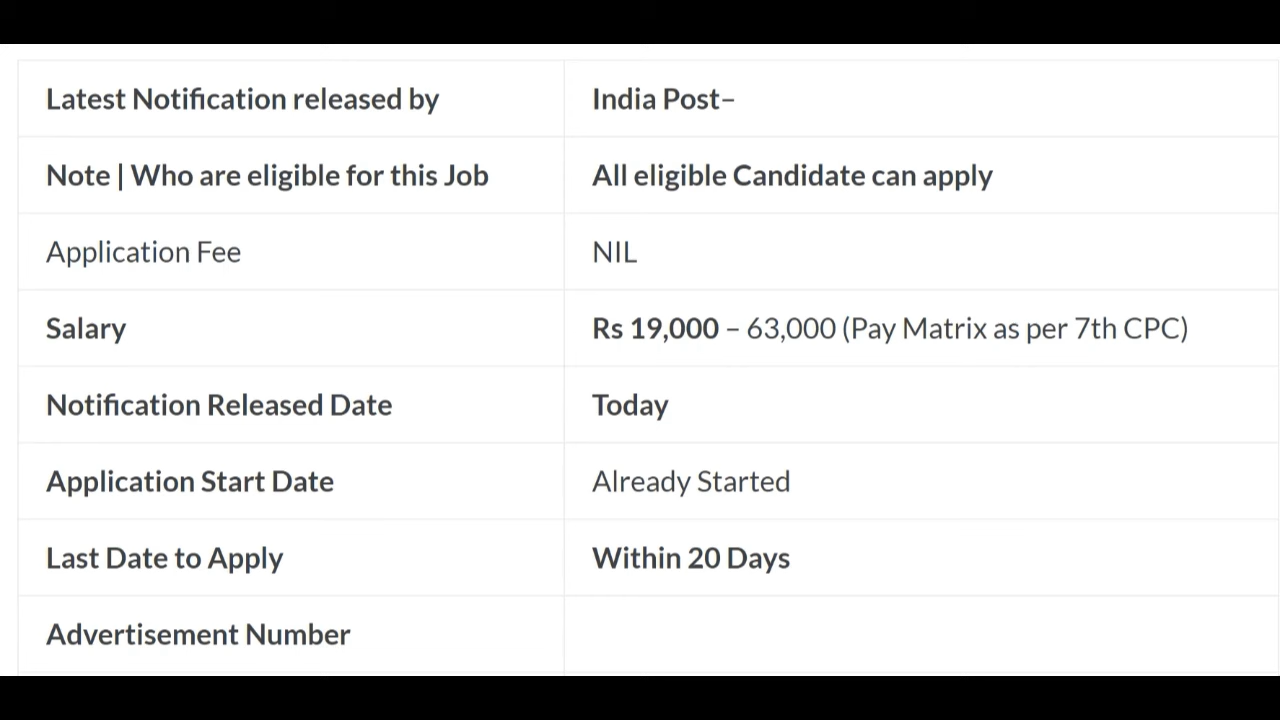 Latest Notification released by India Post–
Note | Who are eligible for this Job All eligible Candidate can apply
Application Fee NIL
Salary Rs 19,000 – 63,000 (Pay Matrix as per 7th CPC)
Notification Released Date Today
Application Start Date Already Started
Last Date to Apply Within 20 Days
Advertisement Number